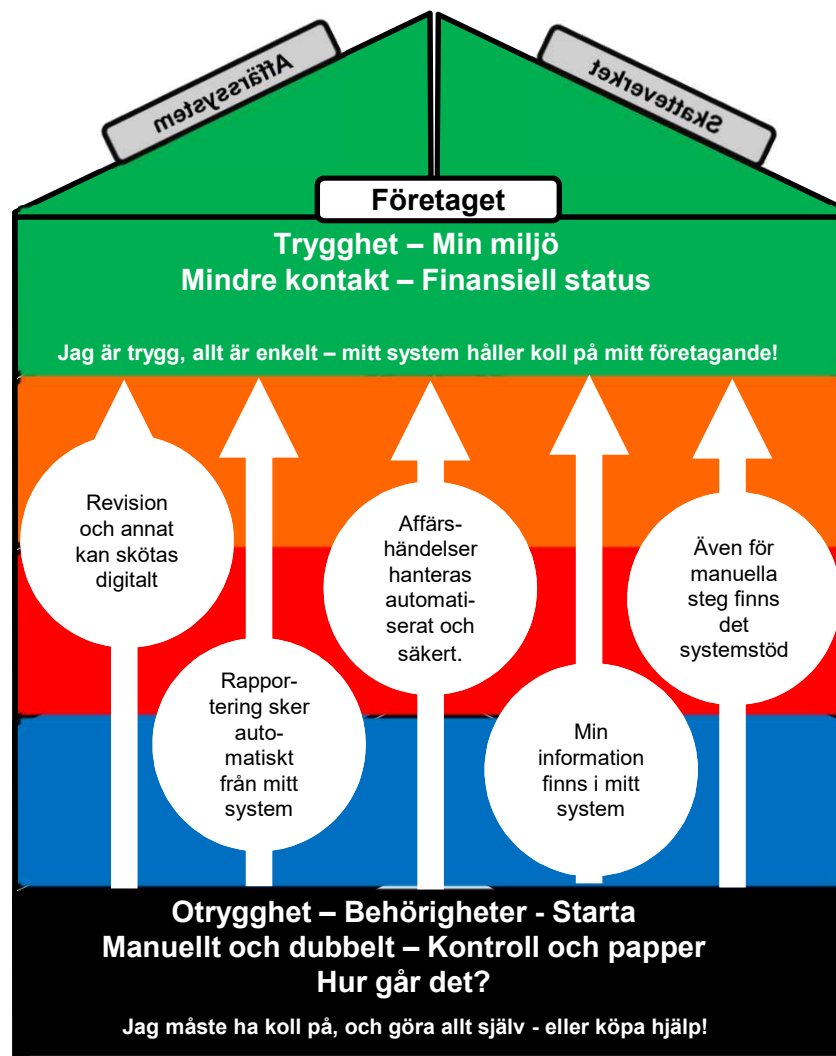 Affärssystem
Skatteverket
Företaget
Trygghet – Min miljö
Mindre kontakt – Finansiell status
Jag är trygg, allt är enkelt – mitt system håller koll på mitt företagande!
Revision
och annat
kan skötas
digitalt
Rappor-
tering sker
auto-
matiskt
från mitt
system
Affärs-
händelser
hanteras
automati-
serat och
säkert.
Min
information
finns i mitt
system
Även för
manuella
steg finns
det
systemstöd
Otrygghet – Behörigheter - Starta
Manuellt och dubbelt – Kontroll och papper
Hur går det?
Jag måste ha koll på, och göra allt själv - eller köpa hjälp!